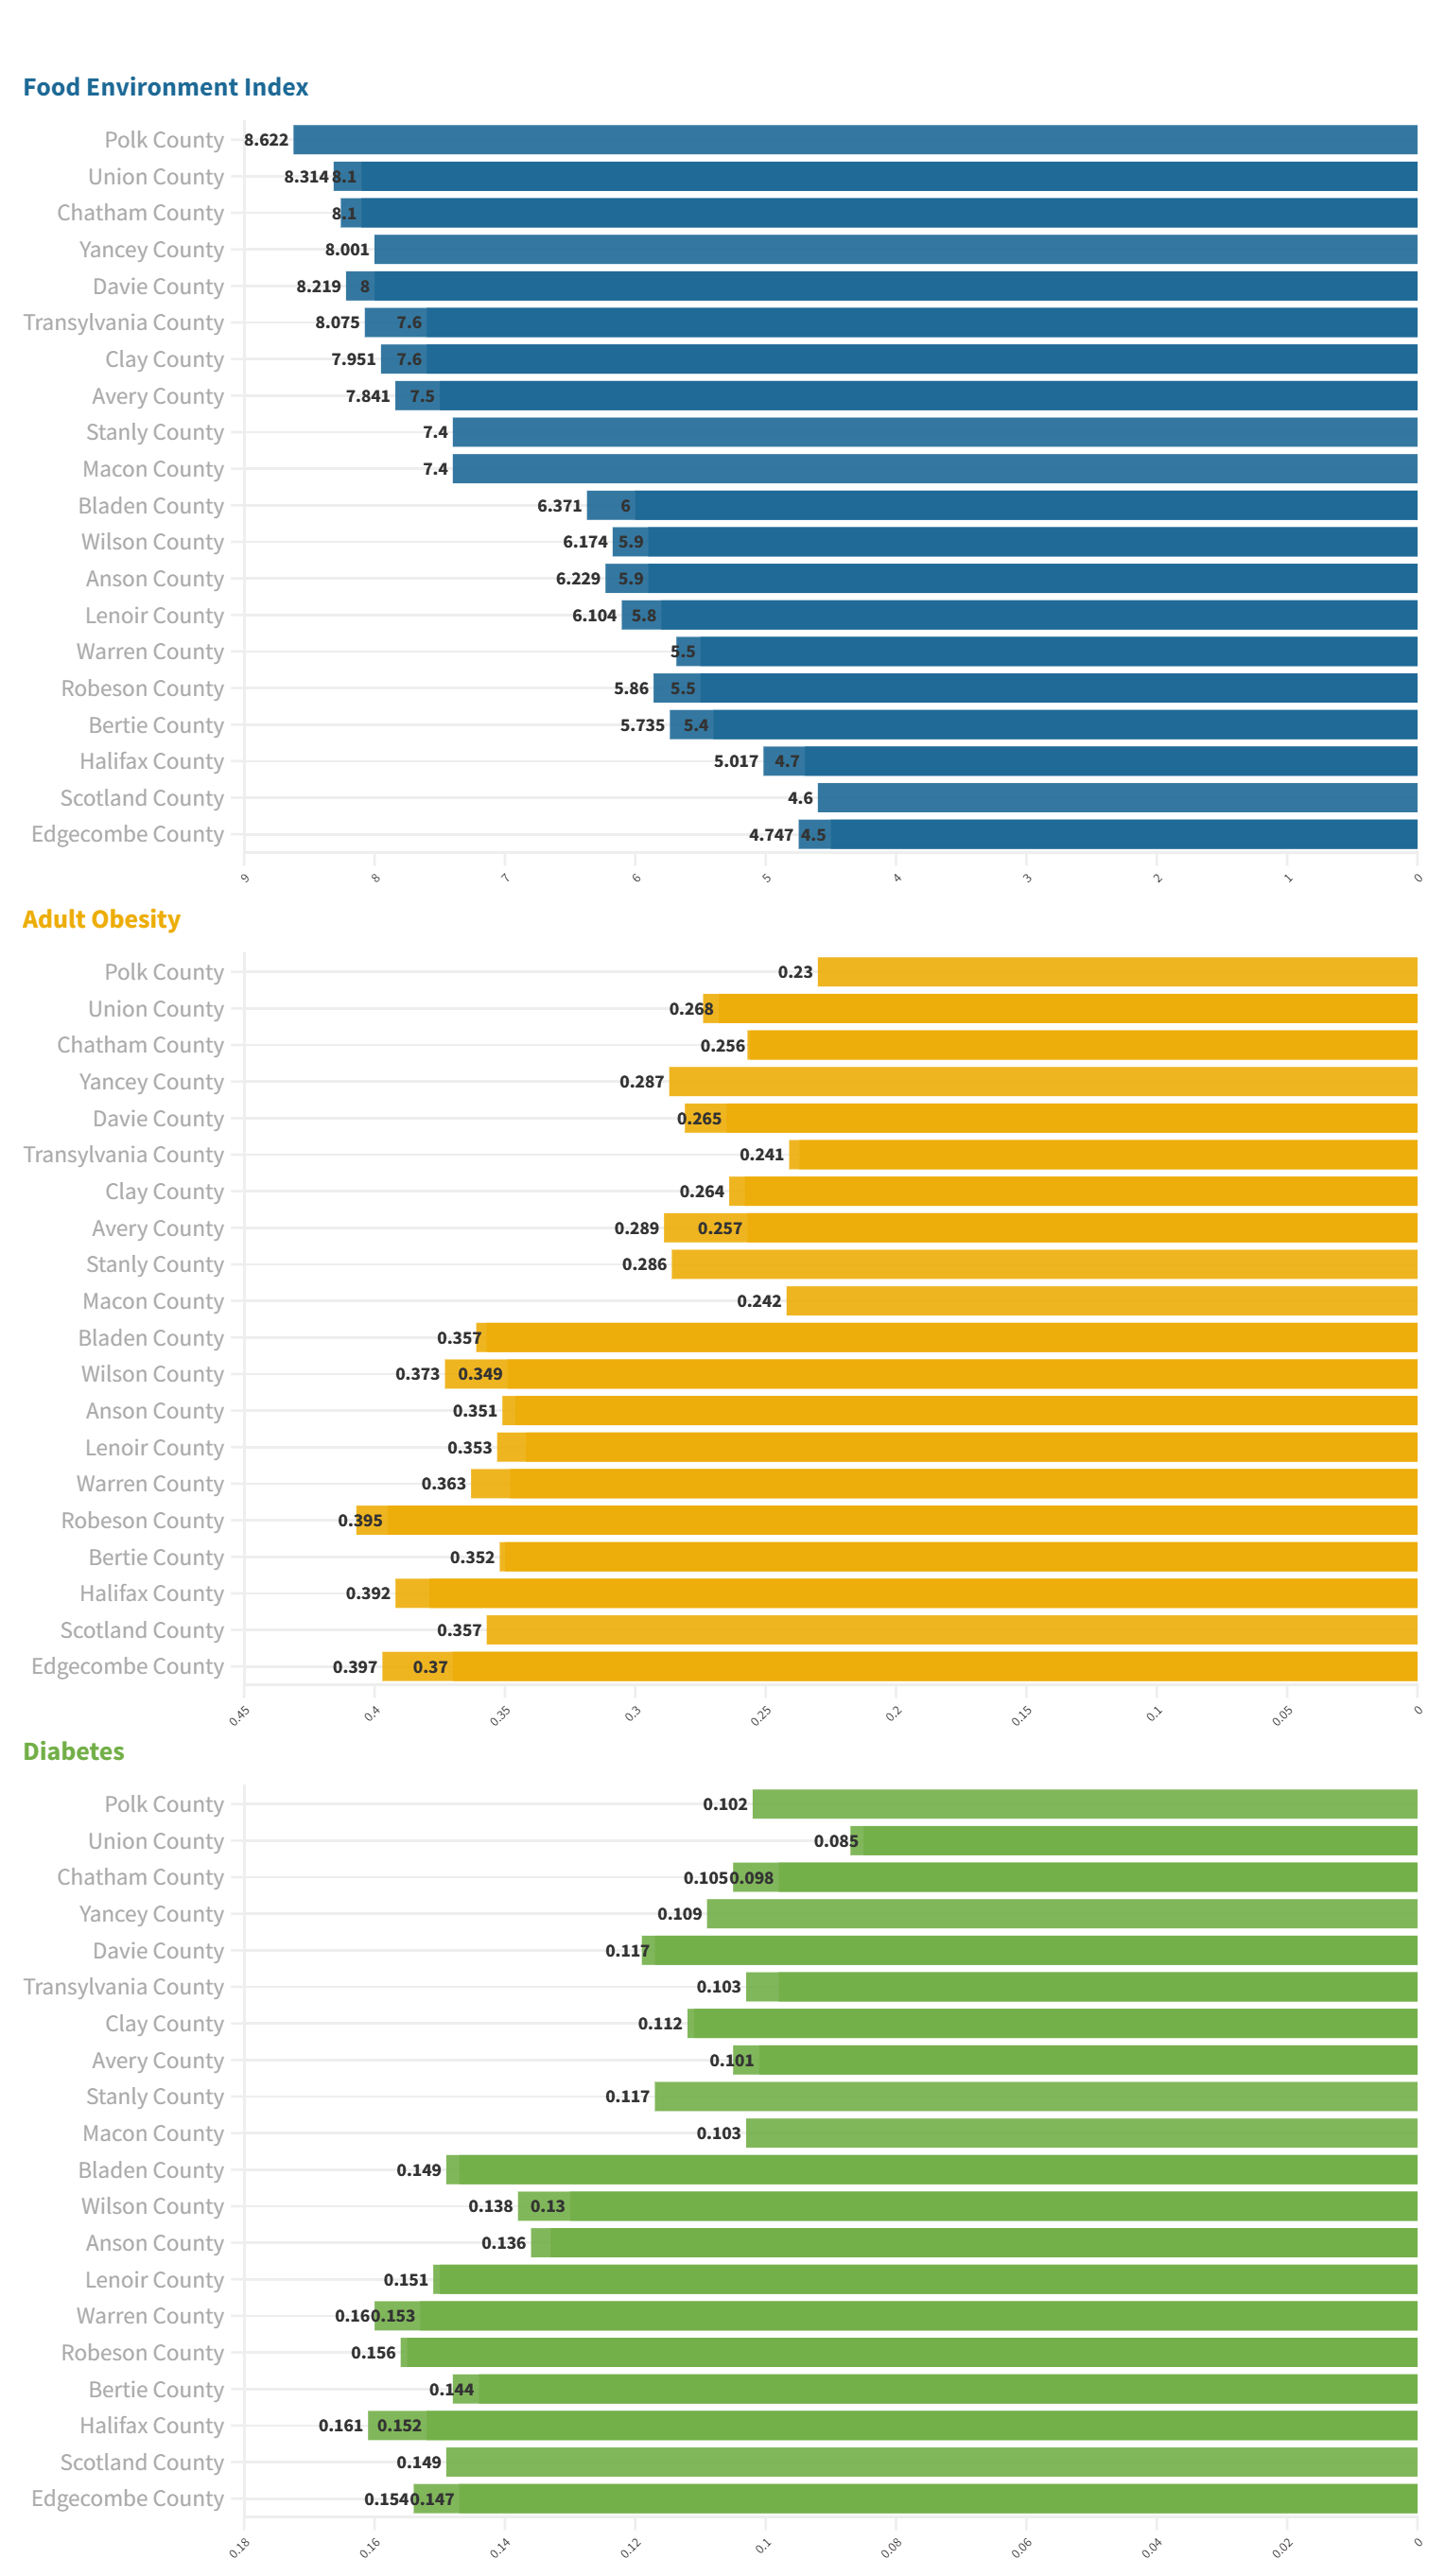 Food Environment Index
Polk County 8.622
Union County 8.314 8.1
Chatham County 8.1
Yancey County 8.001
Davie County 8.219 8
Transylvania County 8.075 7.6
Clay County 7.951 7.6
Avery County 7.841 7.5
Stanly County 7.4
Macon County 7.4
Bladen County 6.371 6
Wilson County 6.174 5.9
Anson County 6.229 5.9
Lenoir County 6.104 5.8
Warren County 5.5
Robeson County 5.86 5.5
Bertie County 5.735 5.4
Halifax County 5.017 4.7
Scotland County 4.6
Edgecombe County 4.747 4.5
9 8 7 6 5 4 3 2 1 0
Adult Obesity
Polk County 0.23
Union County 0.268
Chatham County 0.256
Yancey County 0.287
Davie County 0.265
Transylvania County 0.241
Clay County 0.264
Avery County 0.289 0.257
Stanly County 0.286
Macon County 0.242
Bladen County 0.357
Wilson County 0.373 0.349
Anson County 0.351
Lenoir County 0.353
Warren County 0.363
Robeson County 0.395
Bertie County 0.352
Halifax County 0.392
Scotland County 0.357
Edgecombe County 0.397 0.37
0.45 0.4 0.35 0.3 0.25 0.2 0.15 0.1 0.05 0
Diabetes
Polk County 0.102
Union County 0.085
Chatham County 0.105 0.098
Yancey County 0.109
Davie County 0.117
Transylvania County 0.103
Clay County 0.112
Avery County 0.101
Stanly County 0.117
Macon County 0.103
Bladen County 0.149
Wilson County 0.138 0.13
Anson County 0.136
Lenoir County 0.151
Warren County 0.16 0.153
Robeson County 0.156
Bertie County 0.144
Halifax County 0.161 0.152
Scotland County 0.149
Edgecombe County 0.154 0.147
0.18 0.16 0.14 0.12 0.1 0.08 0.06 0.04 0.02 0